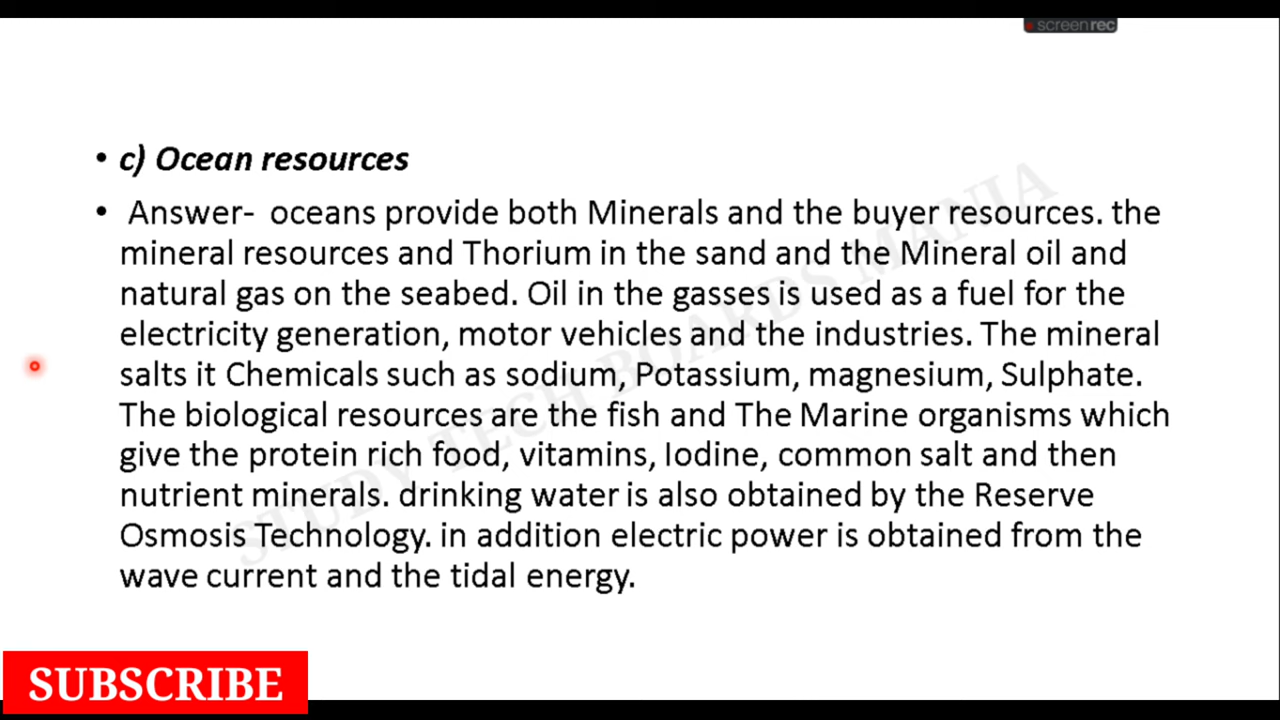 screenrec
• c) Ocean resources
• Answer- oceans provide both Minerals and the buyer resources. the
mineral resources and Thorium in the sand and the Mineral oil and
natural gas on the seabed. Oil in the gasses is used as a fuel for the
electricity generation, motor vehicles and the industries. The mineral
salts it Chemicals such as sodium, Potassium, magnesium, Sulphate.
The biological resources are the fish and The Marine organisms which
give the protein rich food, vitamins, Iodine, common salt and then
nutrient minerals. drinking water is also obtained by the Reserve
Osmosis Technology. in addition electric power is obtained from the
wave current and the tidal energy.
STUDY TECH BOARDS MANIA
SUBSCRIBE